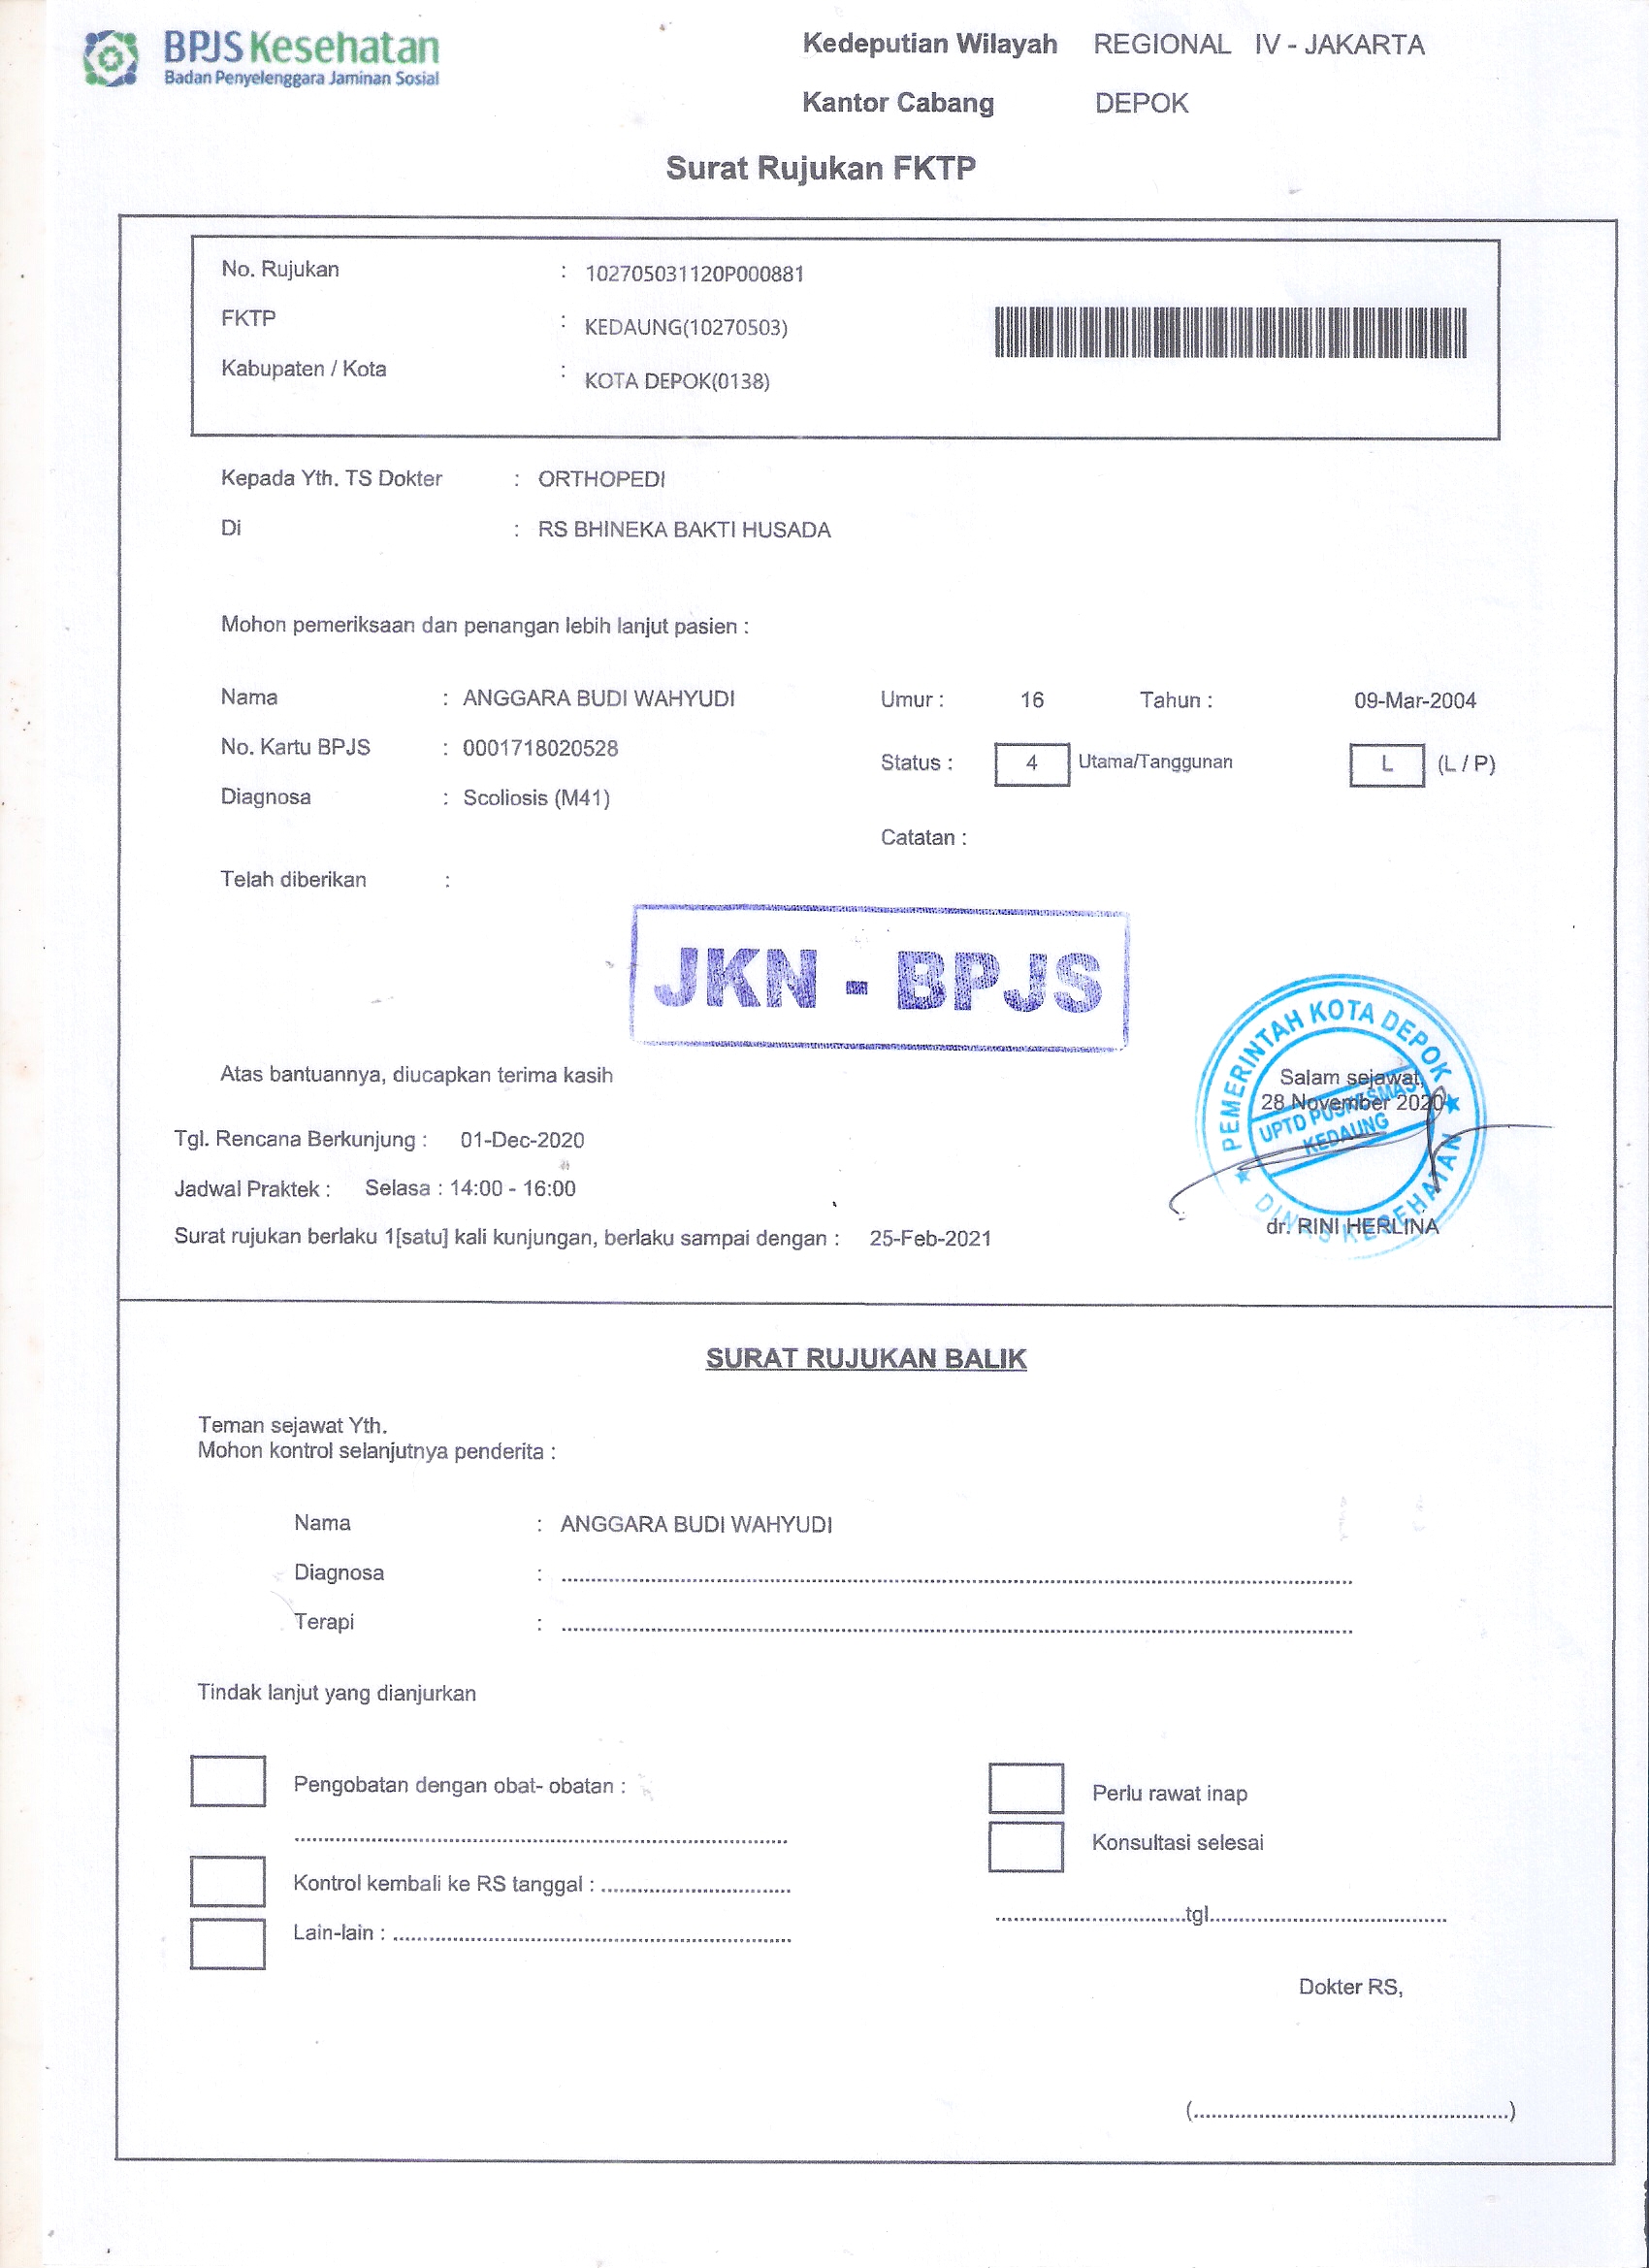 BPJS Kesehatan
Badan Penyelenggara Jaminan Sosial
Kedeputian Wilayah REGIONAL IV - JAKARTA
Kantor Cabang DEPOK
Surat Rujukan FKTP
No. Rujukan : 102705031120P000881
FKTP : KEDAUNG(10270503)
Kabupaten / Kota : KOTA DEPOK(0138)
Kepada Yth. TS Dokter : ORTHOPEDI
Di : RS BHINEKA BAKTI HUSADA
Mohon pemeriksaan dan penangan lebih lanjut pasien :
Nama : ANGGARA BUDI WAHYUDI Umur : 16 Tahun : 09-Mar-2004
No. Kartu BPJS : 0001718020528 Status : 4 Utama/Tanggunan L (L / P)
Diagnosa : Scoliosis (M41)
Catatan :
Telah diberikan :
JKN - BPJS
PEMERINTAH KOTA DEPOK
UPTD PUSKESMAS
KEDAUNG
DINAS KESEHATAN
Atas bantuannya, diucapkan terima kasih
Salam sejawat,
28 November 2020
Tgl. Rencana Berkunjung : 01-Dec-2020
Jadwal Praktek : Selasa : 14:00 - 16:00
dr. RINI HERLINA
Surat rujukan berlaku 1[satu] kali kunjungan, berlaku sampai dengan : 25-Feb-2021
SURAT RUJUKAN BALIK
Teman sejawat Yth.
Mohon kontrol selanjutnya penderita :
Nama : ANGGARA BUDI WAHYUDI
Diagnosa : ....................
Terapi : ....................
Tindak lanjut yang dianjurkan
Pengobatan dengan obat- obatan :
....................
Perlu rawat inap
Konsultasi selesai
Kontrol kembali ke RS tanggal : ....................
Lain-lain : ....................
....................tgl....................
Dokter RS,
(....................)